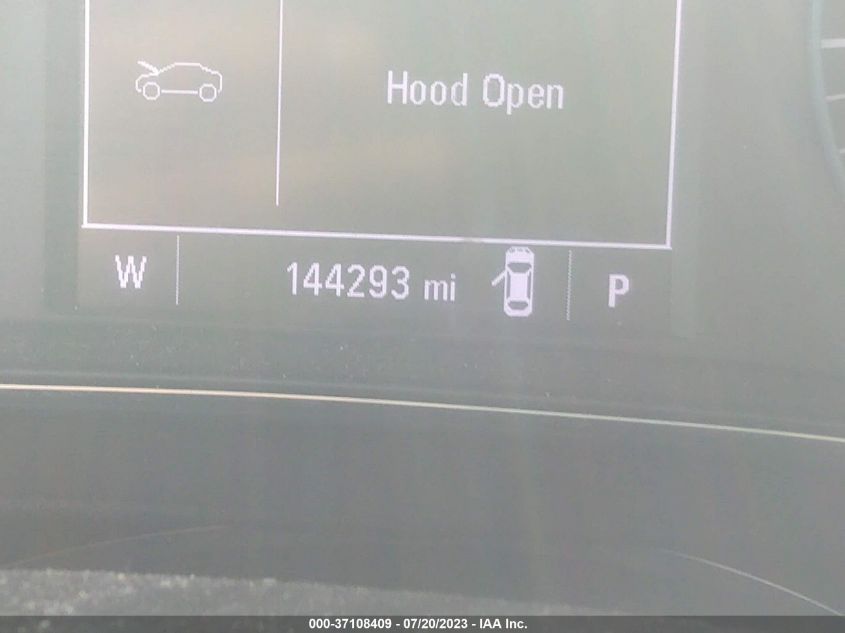 Hood Open
W 144293 mi P
000-37108409 - 07/20/2023 - IAA Inc.